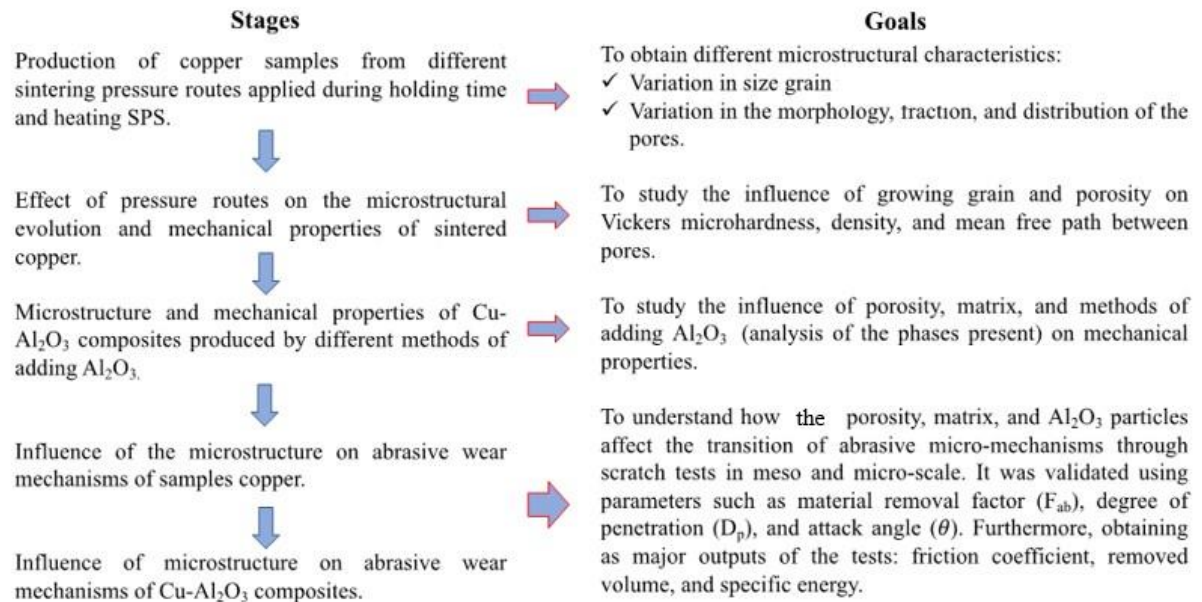 Stages
Production of copper samples from different
sintering pressure routes applied during holding time
and heating SPS.
Effect of pressure routes on the microstructural
evolution and mechanical properties of sintered
copper.
Microstructure and mechanical properties of Cu-
Al₂O₃ composites produced by different methods of
adding Al₂O₃.
Influence of the microstructure on abrasive wear
mechanisms of samples copper.
Influence of microstructure on abrasive wear
mechanisms of Cu-Al₂O₃ composites.
Goals
To obtain different microstructural characteristics:
✓ Variation in size grain
✓ Variation in the morphology, fraction, and distribution of the
pores.
To study the influence of growing grain and porosity on
Vickers microhardness, density, and mean free path between
pores.
To study the influence of porosity, matrix, and methods of
adding Al₂O₃ (analysis of the phases present) on mechanical
properties.
To understand how the porosity, matrix, and Al₂O₃ particles
affect the transition of abrasive micro-mechanisms through
scratch tests in meso and micro-scale. It was validated using
parameters such as material removal factor (F_ab), degree of
penetration (D_p), and attack angle (θ). Furthermore, obtaining
as major outputs of the tests: friction coefficient, removed
volume, and specific energy.